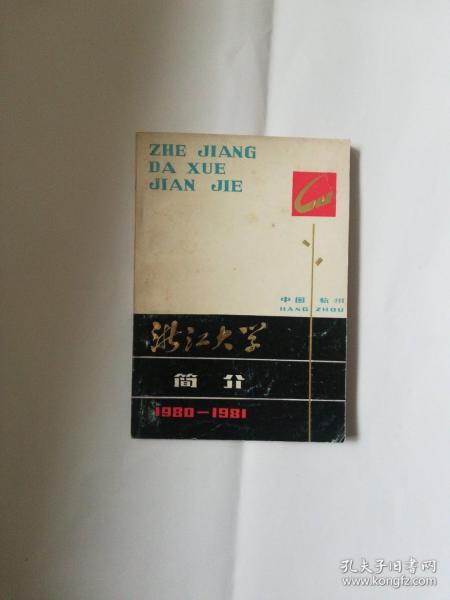 ZHE JIANG
DA XUE
JIAN JIE
中国 杭州
HANG ZHOU
浙江大学
简介
1980—1981
孔夫子旧书网
www.kongfz.com